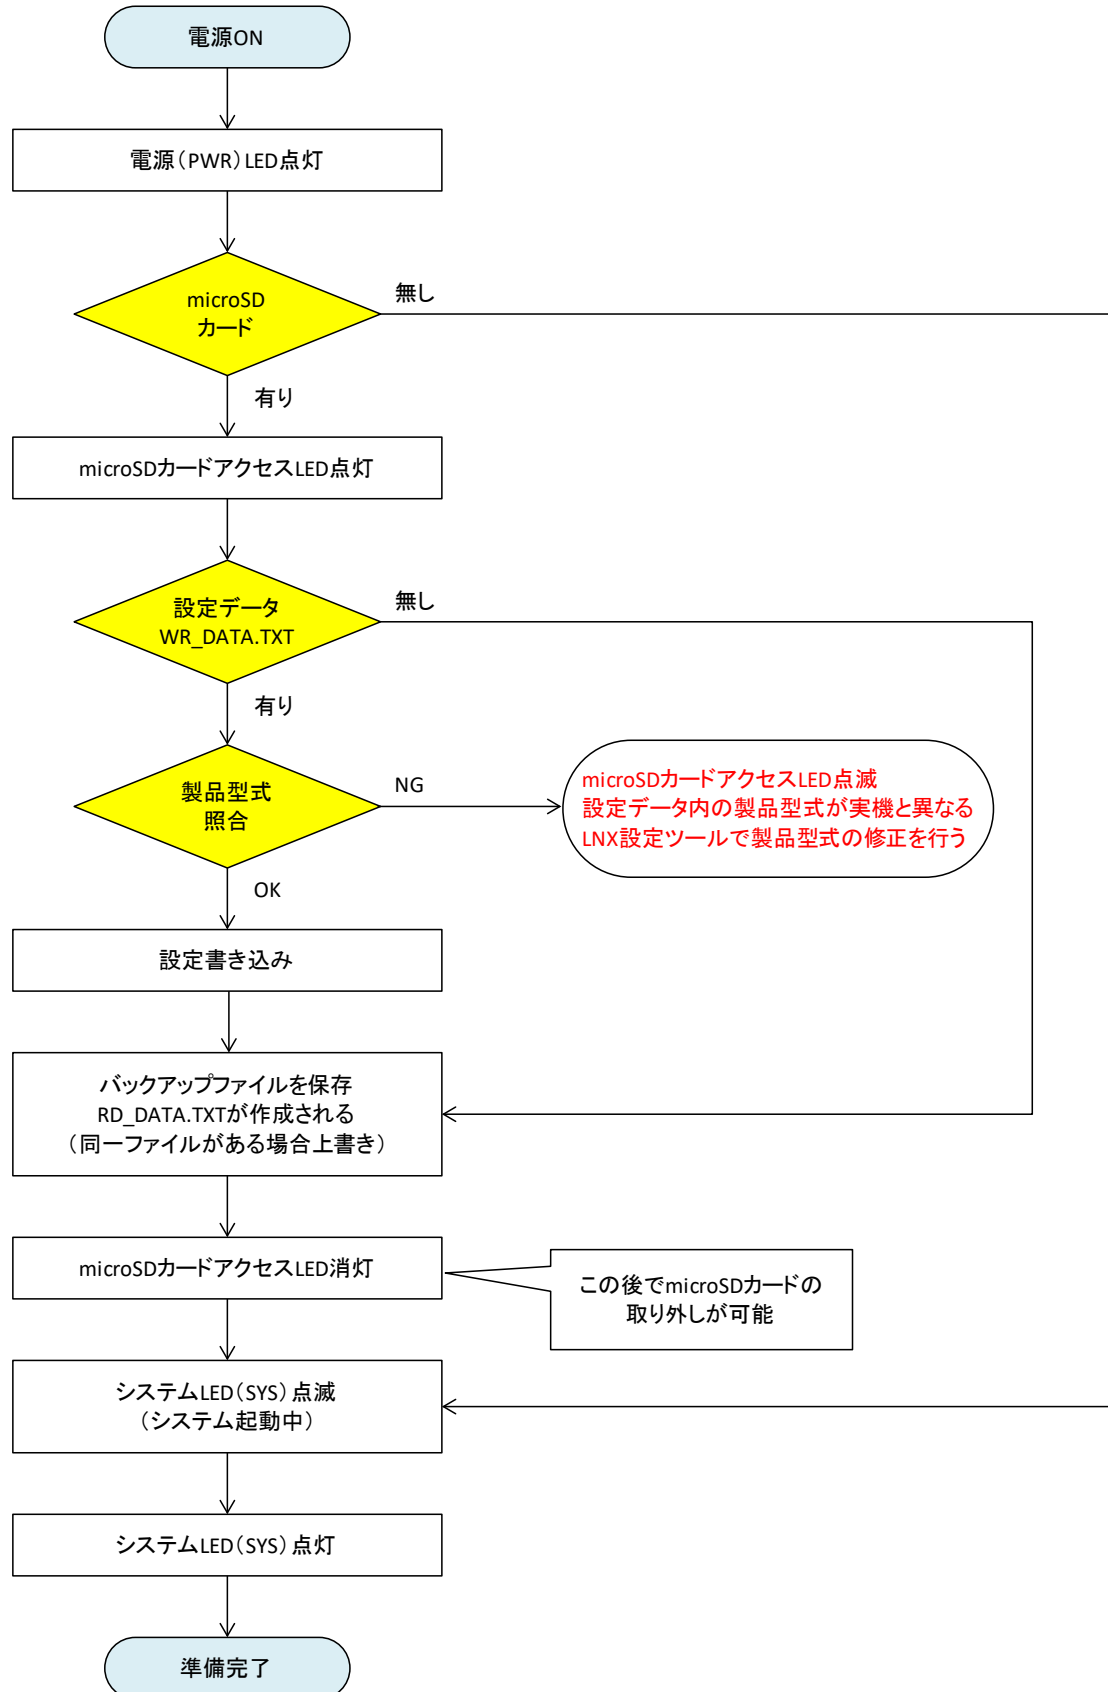 電源ON
電源（PWR）LED点灯
microSD
カード
無し
有り
microSDカードアクセスLED点灯
設定データ
WR_DATA.TXT
無し
有り
製品型式
照合
NG
microSDカードアクセスLED点滅
設定データ内の製品型式が実機と異なる
LNX設定ツールで製品型式の修正を行う
OK
設定書き込み
バックアップファイルを保存
RD_DATA.TXTが作成される
（同一ファイルがある場合上書き）
microSDカードアクセスLED消灯
この後でmicroSDカードの
取り外しが可能
システムLED（SYS）点滅
（システム起動中）
システムLED（SYS）点灯
準備完了